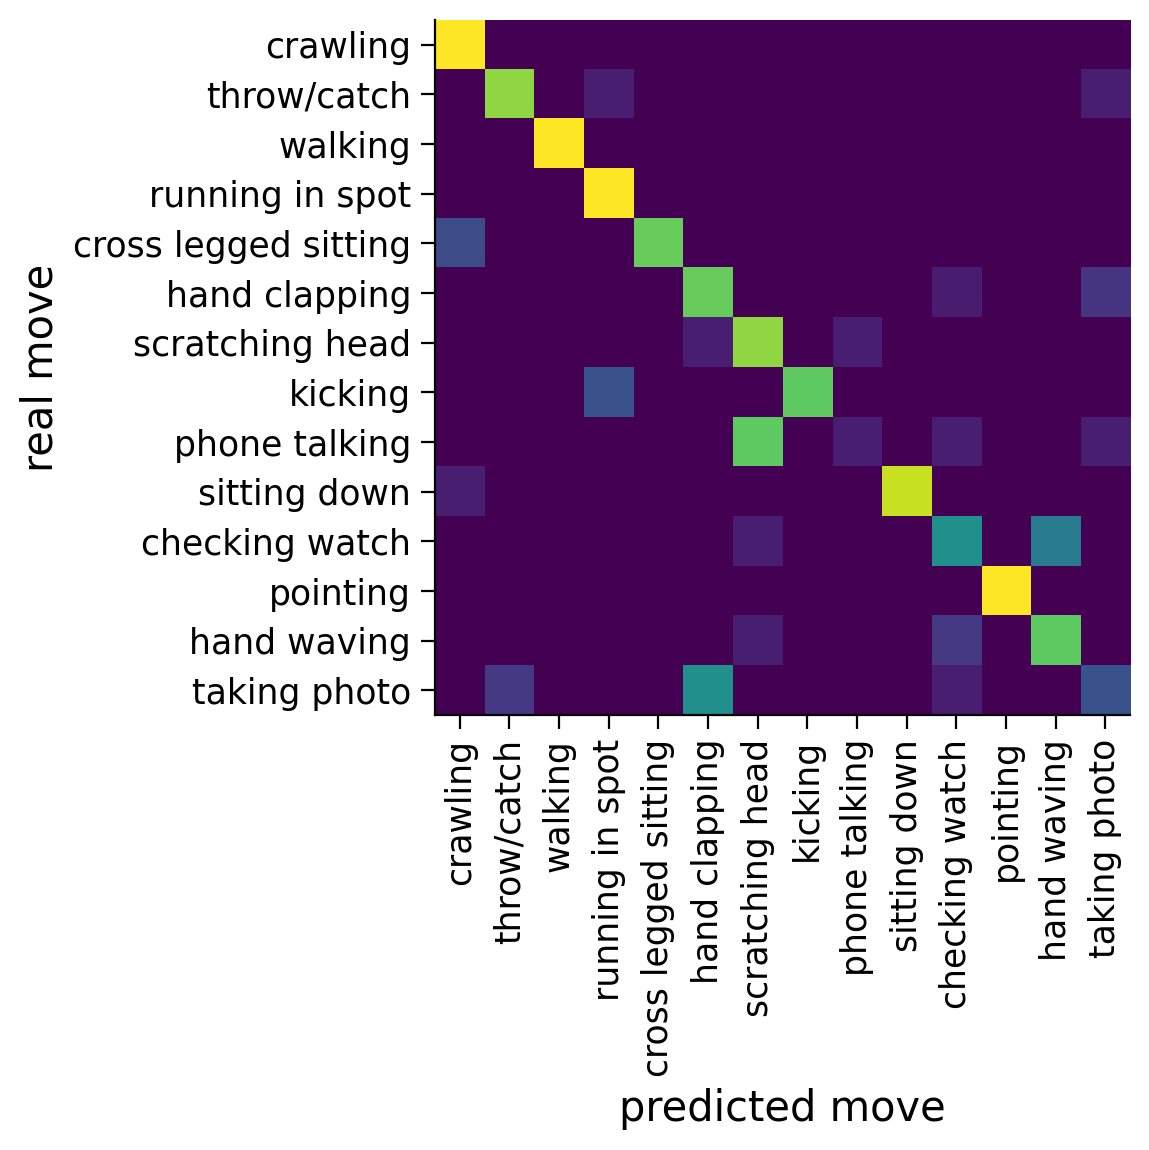 crawling
throw/catch
walking
running in spot
cross legged sitting
hand clapping
scratching head
kicking
phone talking
sitting down
checking watch
pointing
hand waving
taking photo
real move
crawling
throw/catch
walking
running in spot
cross legged sitting
hand clapping
scratching head
kicking
phone talking
sitting down
checking watch
pointing
hand waving
taking photo
predicted move